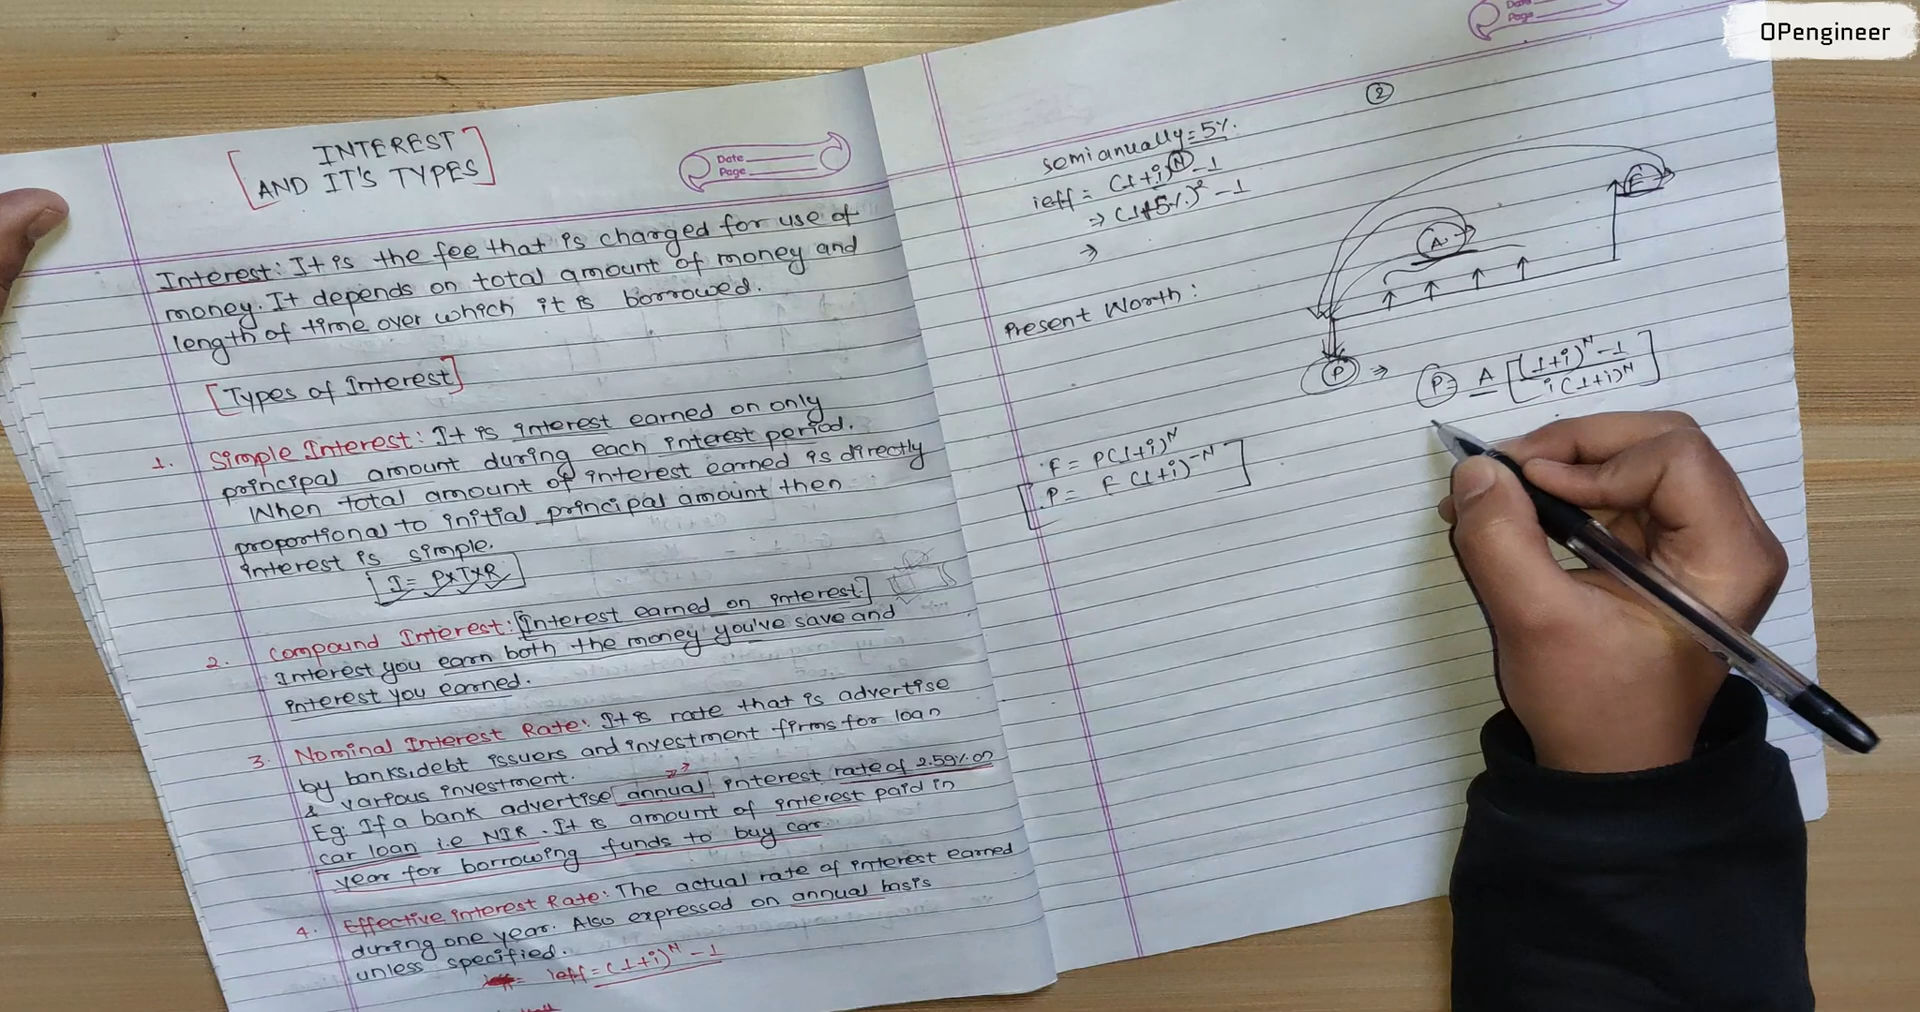 OPengineer
INTEREST
AND IT'S TYPES
Date
Page
Interest: It is the fee that is charged for use of
money. It depends on total amount of money and
length of time over which it is borrowed.
[Types of Interest]
1. Simple Interest: It is interest earned on only
principal amount during each interest period.
When total amount of interest earned is directly
proportional to initial principal amount then
interest is simple.
I = P×T×R
2. Compound Interest: [Interest earned on interest]
Interest you earn both the money you've save and
interest you earned.
3. Nominal Interest Rate: It is rate that is advertise
by banks, debt issuers and investment firms for loan
& various investment.
Eg: If a bank advertise annual interest rate of 2.59% on
car loan i.e NIR. It is amount of interest paid in
year for borrowing funds to buy car.
4. Effective interest Rate: The actual rate of interest earned
during one year. Also expressed on annual basis
unless specified.
ieff = (1+i)^N - 1
Date
Page
2
semianually = 5%.
ieff = (1+i)^N - 1
⇒ (1+5%)^2 - 1
⇒
Present Worth:
F
A
P ⇒
P = A [(1+i)^N - 1 / i(1+i)^N]
F = P(1+i)^N
[P = F(1+i)^-N]